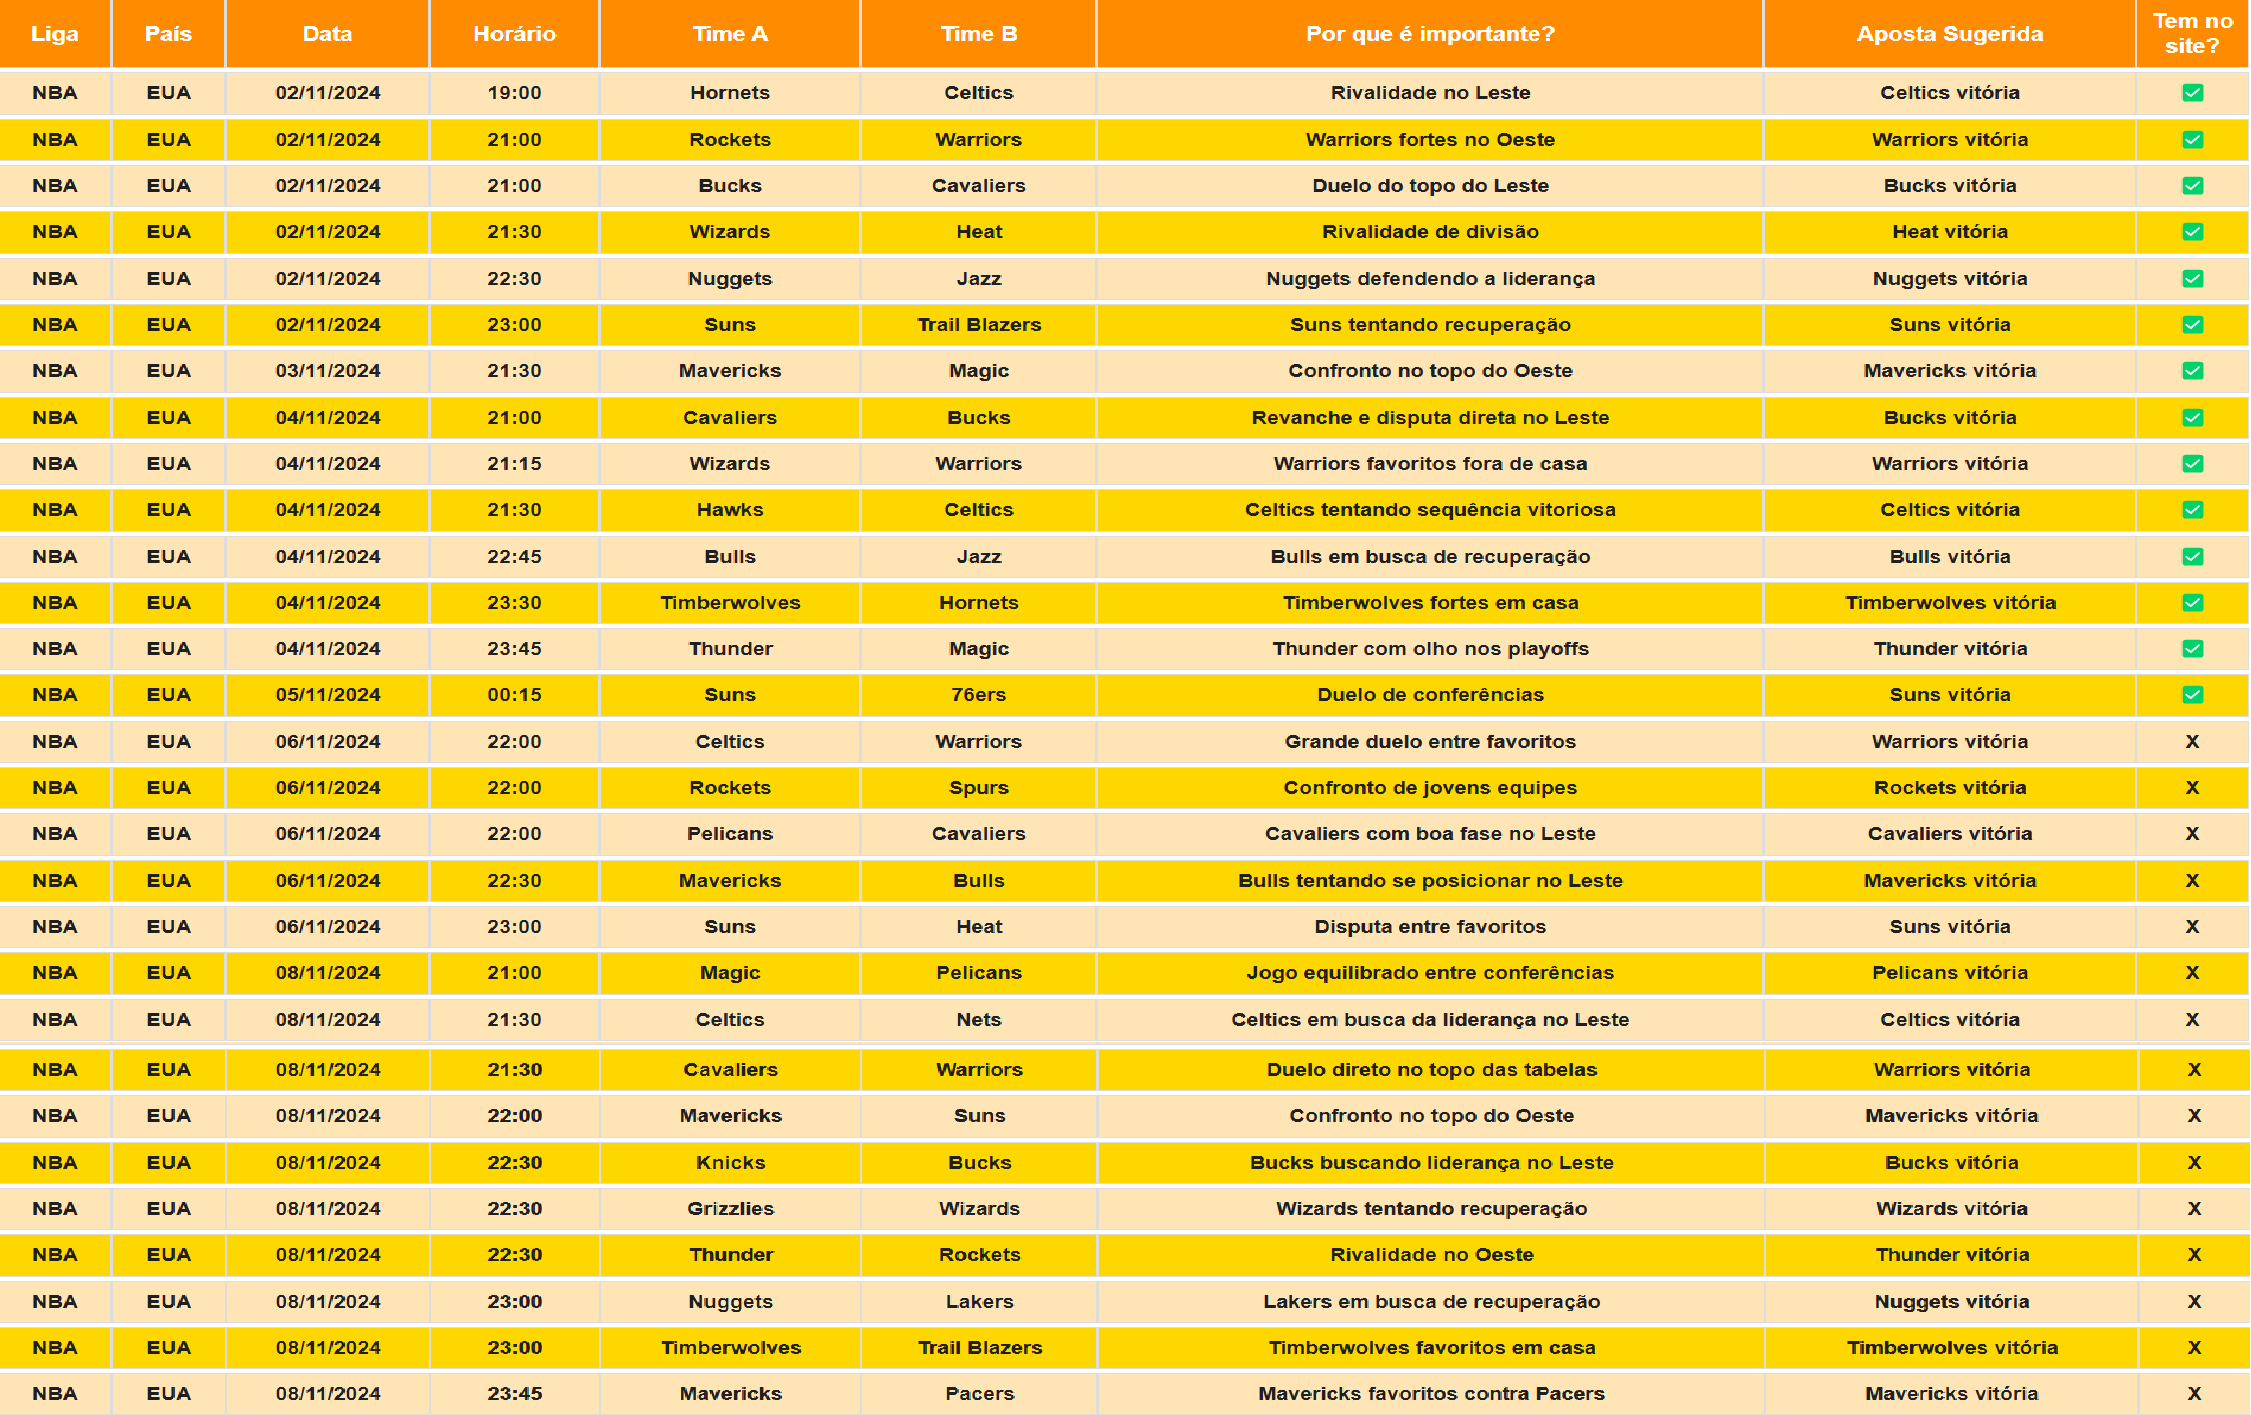 Liga País Data Horário Time A Time B Por que é importante? Aposta Sugerida Tem no site?
NBA EUA 02/11/2024 19:00 Hornets Celtics Rivalidade no Leste Celtics vitória ✅
NBA EUA 02/11/2024 21:00 Rockets Warriors Warriors fortes no Oeste Warriors vitória ✅
NBA EUA 02/11/2024 21:00 Bucks Cavaliers Duelo do topo do Leste Bucks vitória ✅
NBA EUA 02/11/2024 21:30 Wizards Heat Rivalidade de divisão Heat vitória ✅
NBA EUA 02/11/2024 22:30 Nuggets Jazz Nuggets defendendo a liderança Nuggets vitória ✅
NBA EUA 02/11/2024 23:00 Suns Trail Blazers Suns tentando recuperação Suns vitória ✅
NBA EUA 03/11/2024 21:30 Mavericks Magic Confronto no topo do Oeste Mavericks vitória ✅
NBA EUA 04/11/2024 21:00 Cavaliers Bucks Revanche e disputa direta no Leste Bucks vitória ✅
NBA EUA 04/11/2024 21:15 Wizards Warriors Warriors favoritos fora de casa Warriors vitória ✅
NBA EUA 04/11/2024 21:30 Hawks Celtics Celtics tentando sequência vitoriosa Celtics vitória ✅
NBA EUA 04/11/2024 22:45 Bulls Jazz Bulls em busca de recuperação Bulls vitória ✅
NBA EUA 04/11/2024 23:30 Timberwolves Hornets Timberwolves fortes em casa Timberwolves vitória ✅
NBA EUA 04/11/2024 23:45 Thunder Magic Thunder com olho nos playoffs Thunder vitória ✅
NBA EUA 05/11/2024 00:15 Suns 76ers Duelo de conferências Suns vitória ✅
NBA EUA 06/11/2024 22:00 Celtics Warriors Grande duelo entre favoritos Warriors vitória X
NBA EUA 06/11/2024 22:00 Rockets Spurs Confronto de jovens equipes Rockets vitória X
NBA EUA 06/11/2024 22:00 Pelicans Cavaliers Cavaliers com boa fase no Leste Cavaliers vitória X
NBA EUA 06/11/2024 22:30 Mavericks Bulls Bulls tentando se posicionar no Leste Mavericks vitória X
NBA EUA 06/11/2024 23:00 Suns Heat Disputa entre favoritos Suns vitória X
NBA EUA 08/11/2024 21:00 Magic Pelicans Jogo equilibrado entre conferências Pelicans vitória X
NBA EUA 08/11/2024 21:30 Celtics Nets Celtics em busca da liderança no Leste Celtics vitória X
NBA EUA 08/11/2024 21:30 Cavaliers Warriors Duelo direto no topo das tabelas Warriors vitória X
NBA EUA 08/11/2024 22:00 Mavericks Suns Confronto no topo do Oeste Mavericks vitória X
NBA EUA 08/11/2024 22:30 Knicks Bucks Bucks buscando liderança no Leste Bucks vitória X
NBA EUA 08/11/2024 22:30 Grizzlies Wizards Wizards tentando recuperação Wizards vitória X
NBA EUA 08/11/2024 22:30 Thunder Rockets Rivalidade no Oeste Thunder vitória X
NBA EUA 08/11/2024 23:00 Nuggets Lakers Lakers em busca de recuperação Nuggets vitória X
NBA EUA 08/11/2024 23:00 Timberwolves Trail Blazers Timberwolves favoritos em casa Timberwolves vitória X
NBA EUA 08/11/2024 23:45 Mavericks Pacers Mavericks favoritos contra Pacers Mavericks vitória X